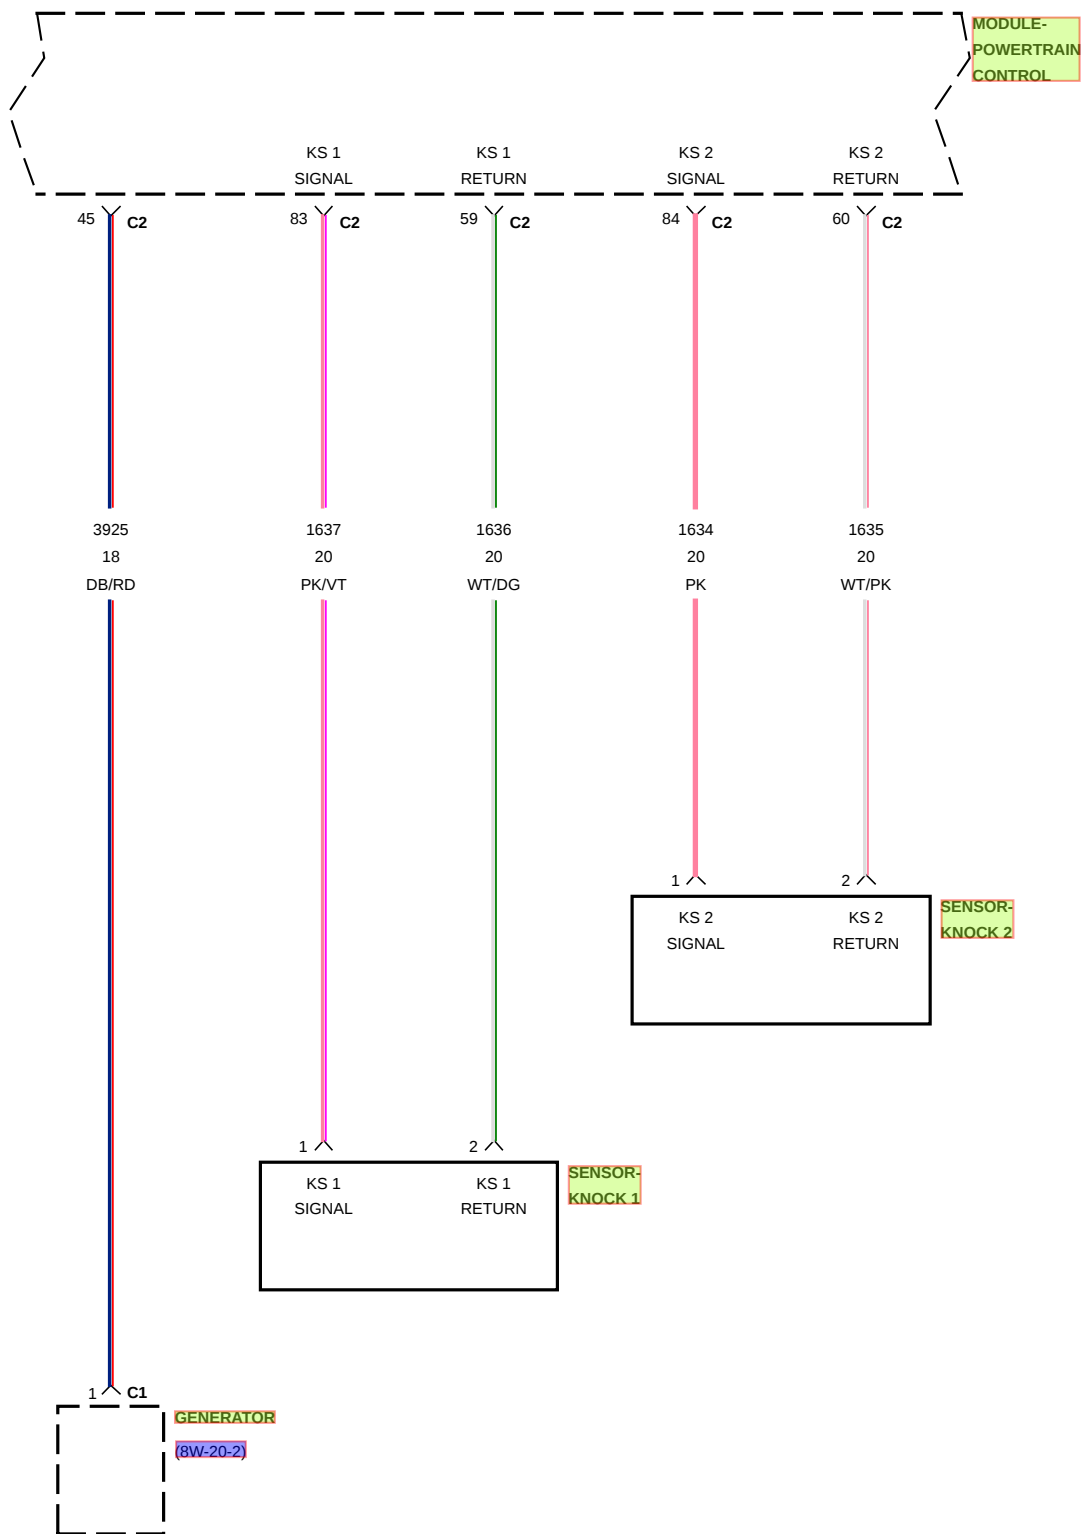 MODULE-
POWERTRAIN
CONTROL
KS 1
SIGNAL
KS 1
RETURN
KS 2
SIGNAL
KS 2
RETURN
45
C2
83
C2
59
C2
84
C2
60
C2
3925
18
DB/RD
1637
20
PK/VT
1636
20
WT/DG
1634
20
PK
1635
20
WT/PK
1
2
KS 2
SIGNAL
KS 2
RETURN
SENSOR-
KNOCK 2
1
2
KS 1
SIGNAL
KS 1
RETURN
SENSOR-
KNOCK 1
1
C1
GENERATOR
(8W-20-2)